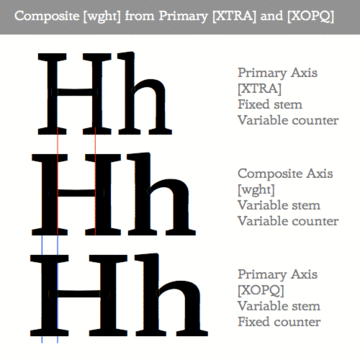 Composite [wght] from Primary [XTRA] and [XOPQ]
Hh
Primary Axis
[XTRA]
Fixed stem
Variable counter
Hh
Composite Axis
[wght]
Variable stem
Variable counter
Hh
Primary Axis
[XOPQ]
Variable stem
Fixed counter